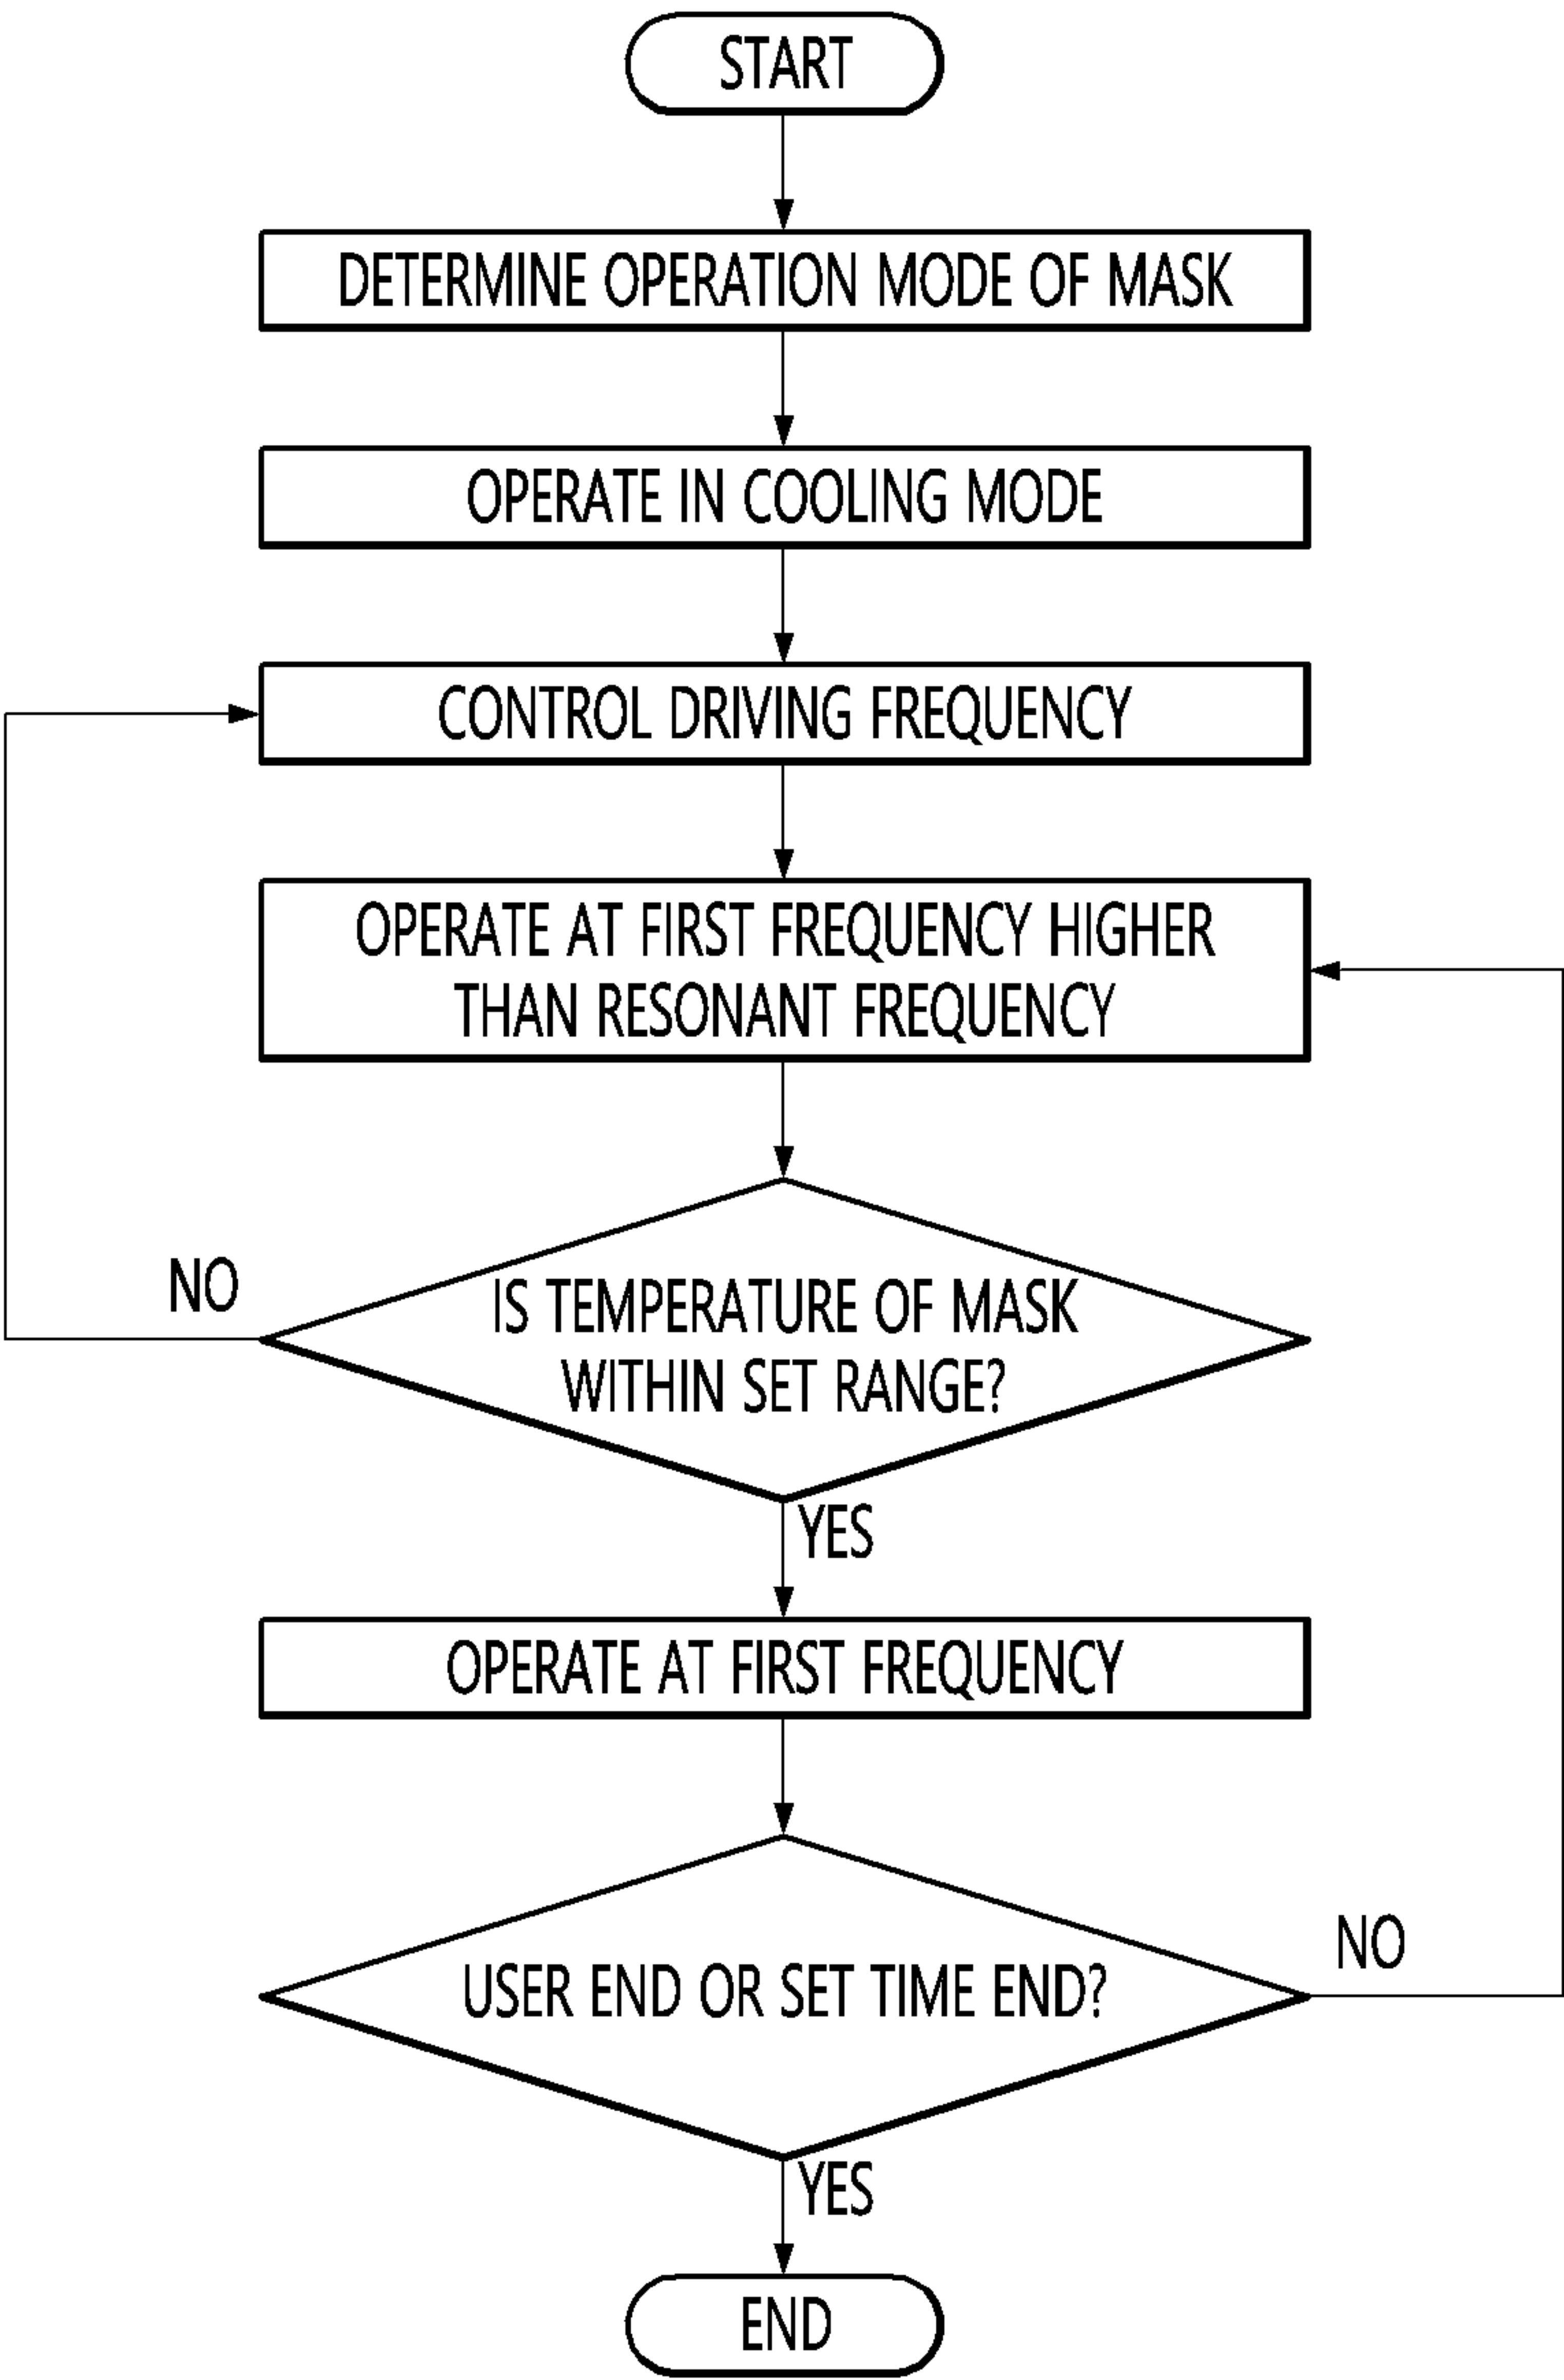 START
DETERMINE OPERATION MODE OF MASK
OPERATE IN COOLING MODE
CONTROL DRIVING FREQUENCY
OPERATE AT FIRST FREQUENCY HIGHER
THAN RESONANT FREQUENCY
NO
IS TEMPERATURE OF MASK
WITHIN SET RANGE?
YES
OPERATE AT FIRST FREQUENCY
NO
USER END OR SET TIME END?
YES
END